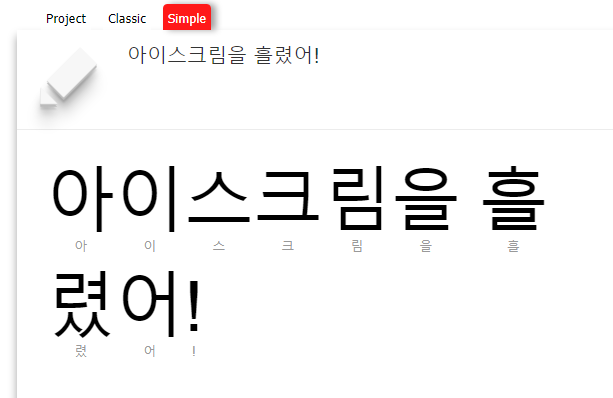 Project Classic Simple
아이스크림을 흘렸어!
아이스크림을 흘
아 이 스 크 림 을 흘
렸어!
렸 어 !